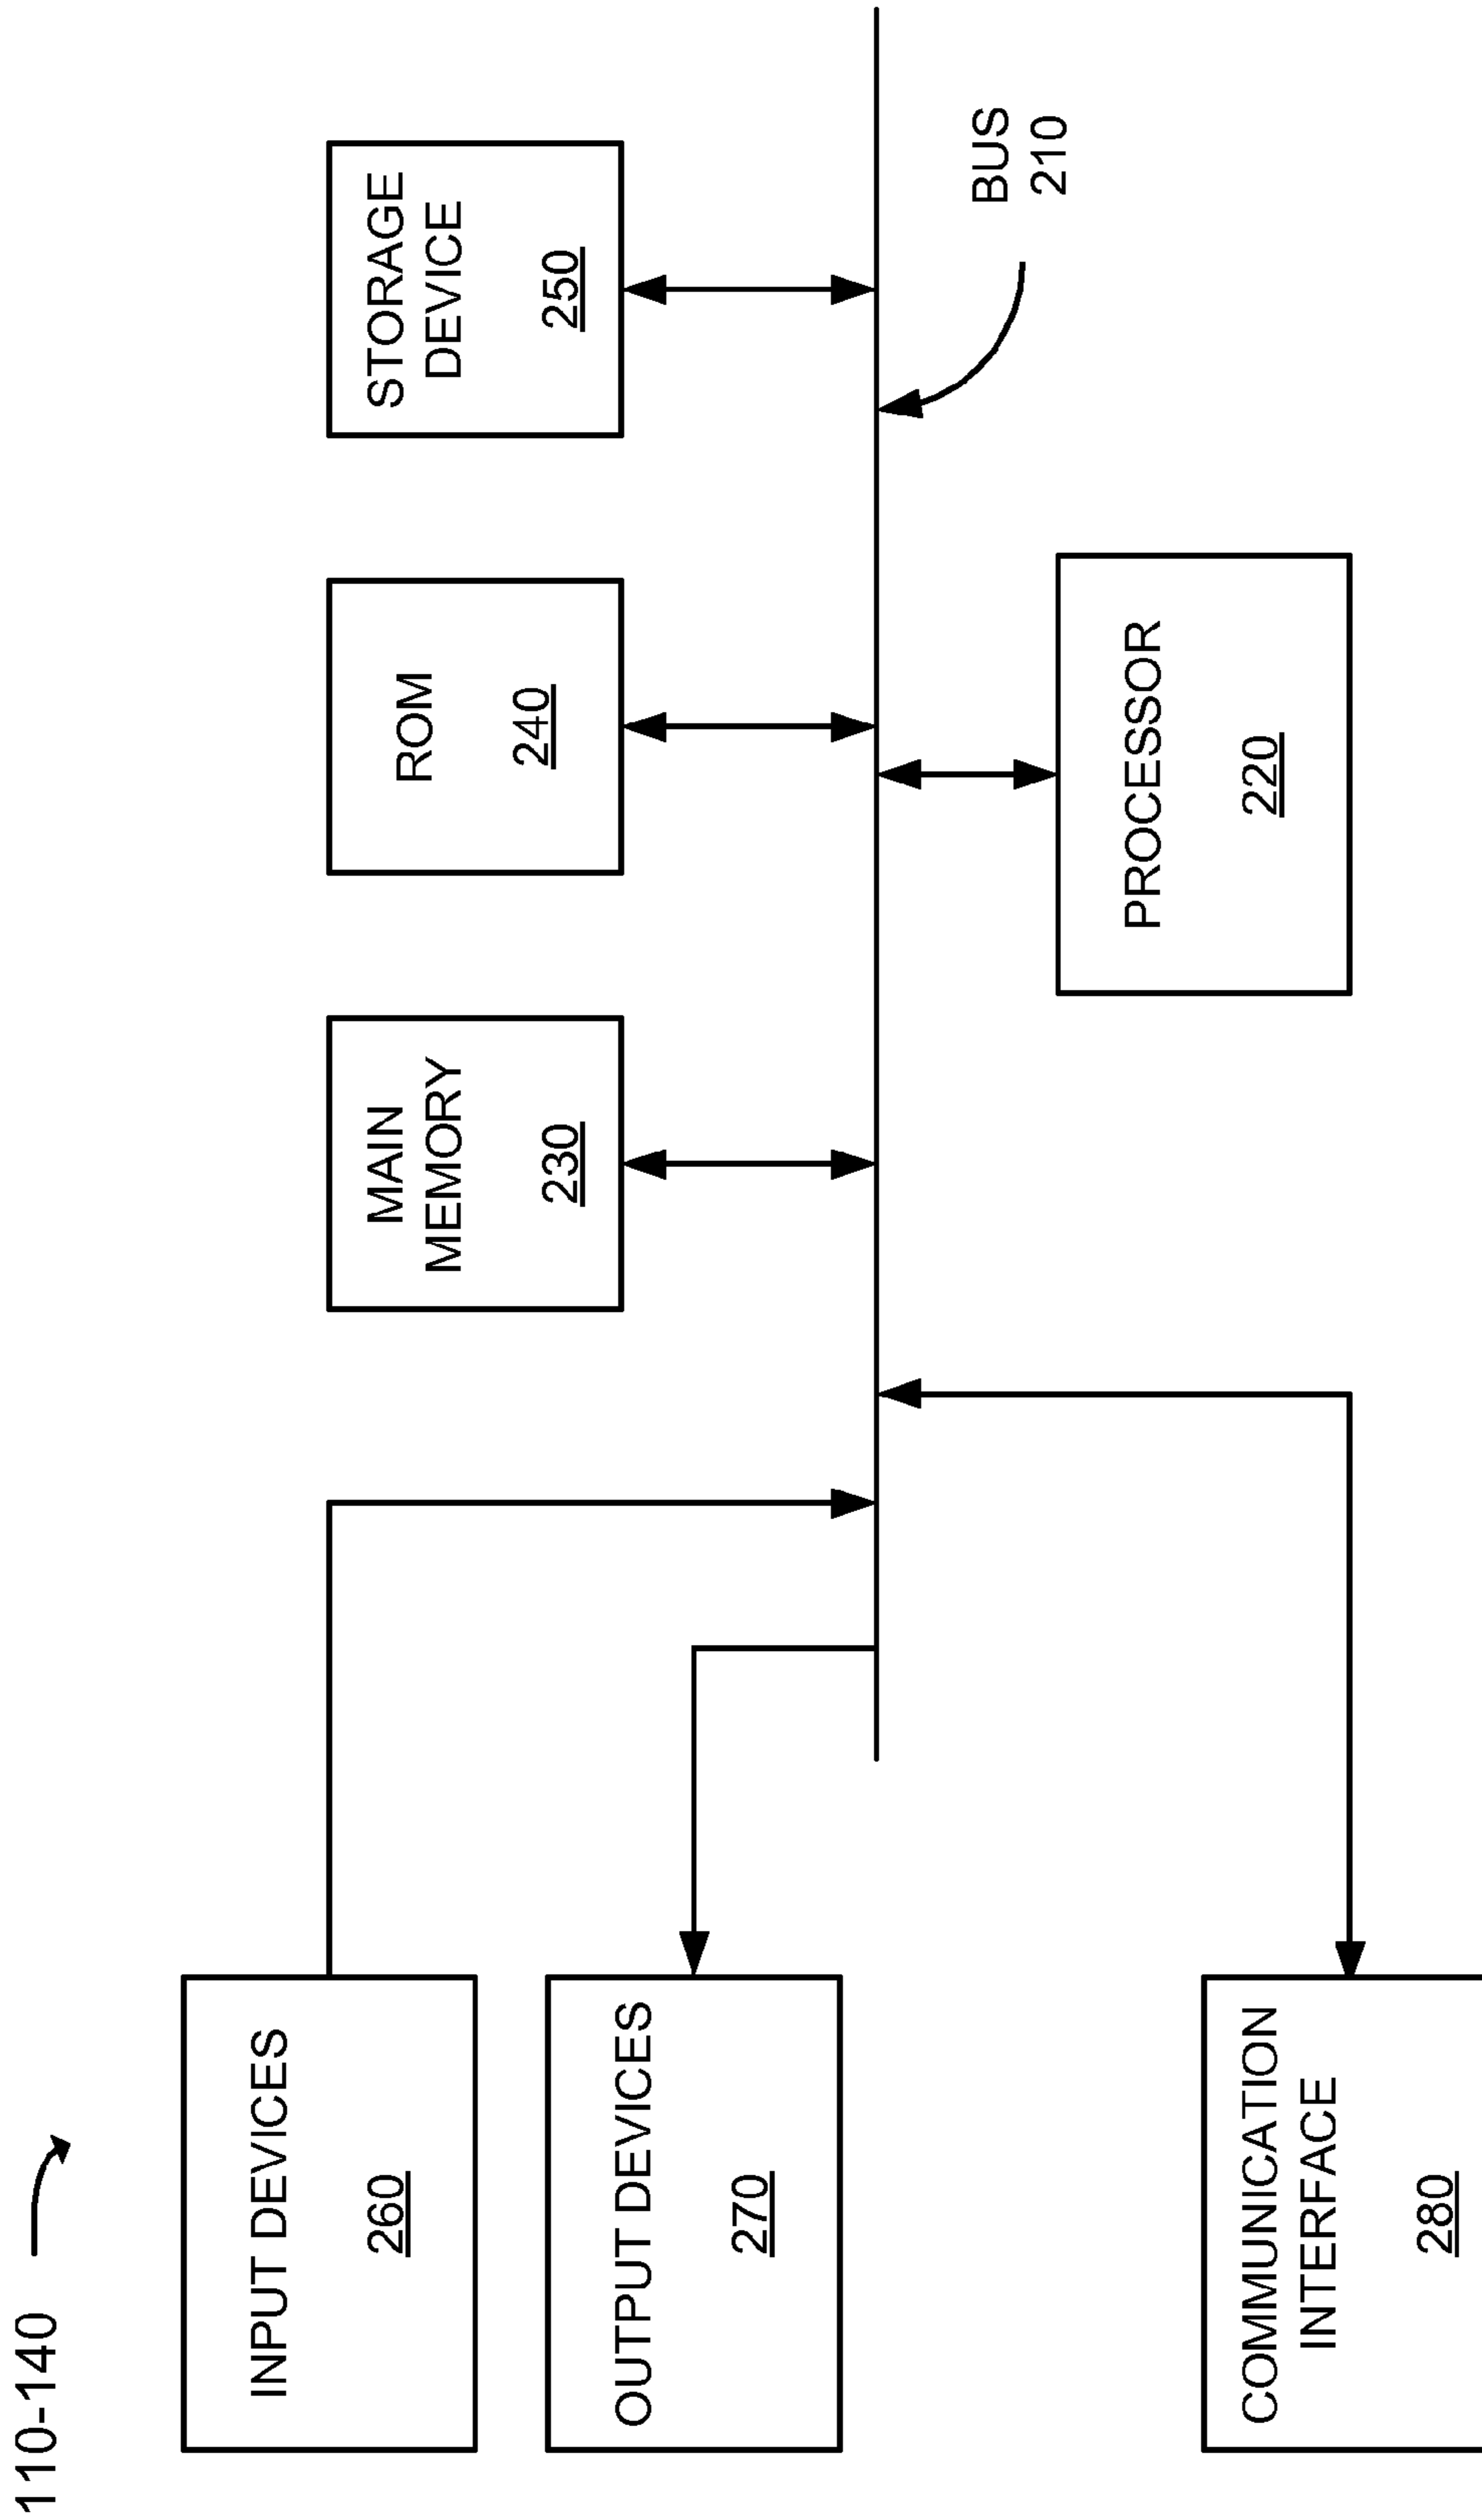 110-140
INPUT DEVICES
260
OUTPUT DEVICES
270
COMMUNICATION
INTERFACE
280
MAIN
MEMORY
230
ROM
240
STORAGE
DEVICE
250
PROCESSOR
220
BUS
210